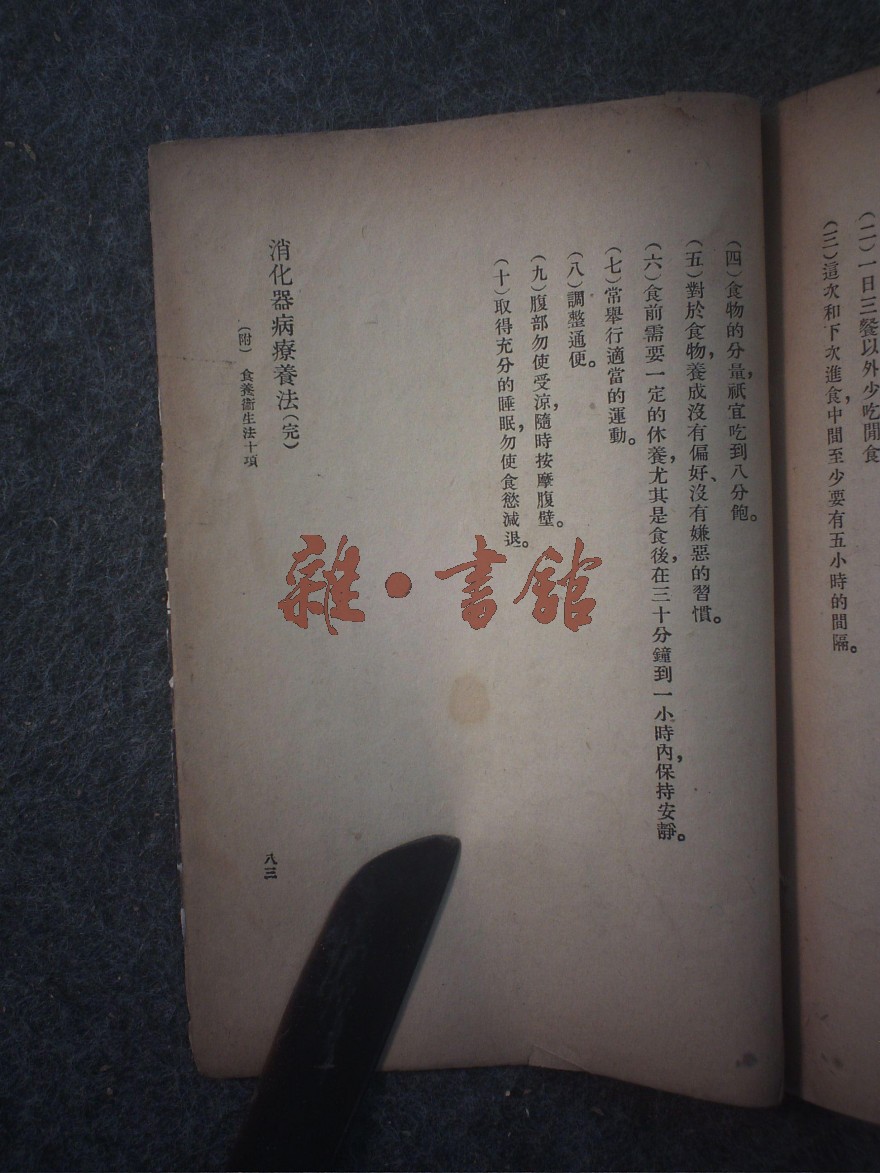 (二)一日三餐以外少吃閒食
(三)這次和下次進食,中間至少要有五小時的間隔。
(四)食物的分量,祇宜吃到八分飽。
(五)對於食物,養成沒有偏好、沒有嫌惡的習慣。
(六)食前需要一定的休養,尤其是食後,在三十分鐘到一小時內,保持安靜。
(七)常舉行適當的運動。
(八)調整通便。
(九)腹部勿使受涼,隨時按摩腹壁。
(十)取得充分的睡眠,勿使食慾減退。
消化器病療養法(完)
(附) 食養衞生法十項
八三
雜·書館